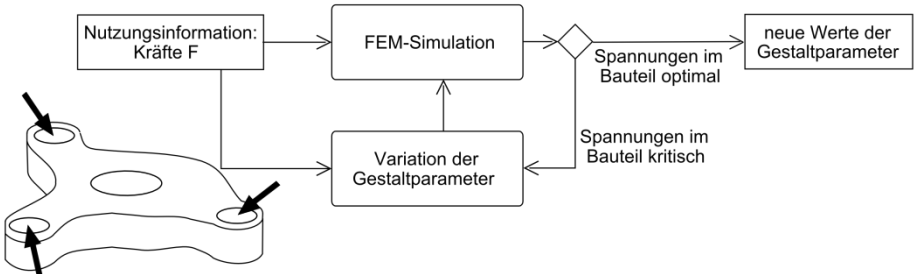 Nutzungsinformation:
Kräfte F
FEM-Simulation
neue Werte der
Gestaltparameter
Spannungen im
Bauteil optimal
Spannungen im
Bauteil kritisch
Variation der
Gestaltparameter